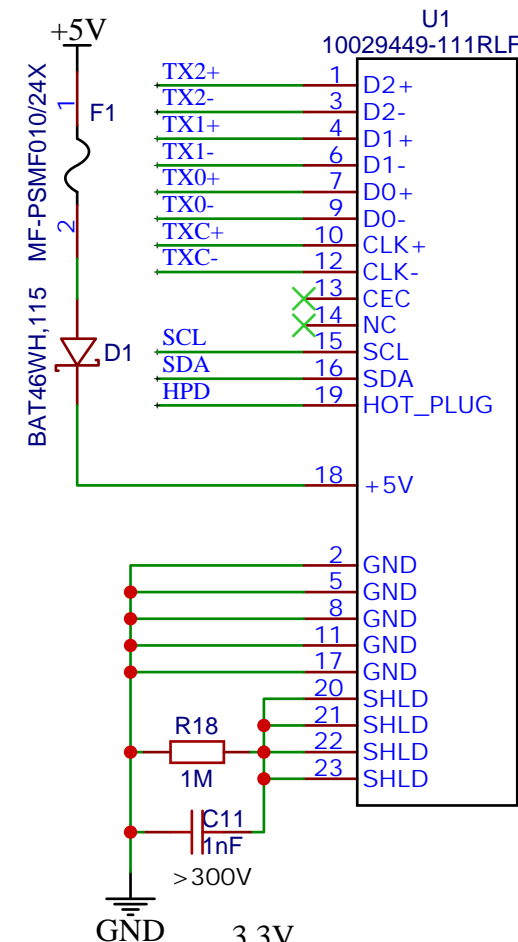 U1
10029449-111RLF
+5V
1
F1
MF-PSMF010/24X
2
BAT46WH,115
D1
TX2+ 1 D2+
TX2- 3 D2-
TX1+ 4 D1+
TX1- 6 D1-
TX0+ 7 D0+
TX0- 9 D0-
TXC+ 10 CLK+
TXC- 12 CLK-
13 CEC
14 NC
SCL 15 SCL
SDA 16 SDA
HPD 19 HOT_PLUG
18 +5V
2 GND
5 GND
8 GND
11 GND
17 GND
20 SHLD
21 SHLD
22 SHLD
23 SHLD
R18
1M
C11
1nF
>300V
GND
3.3V